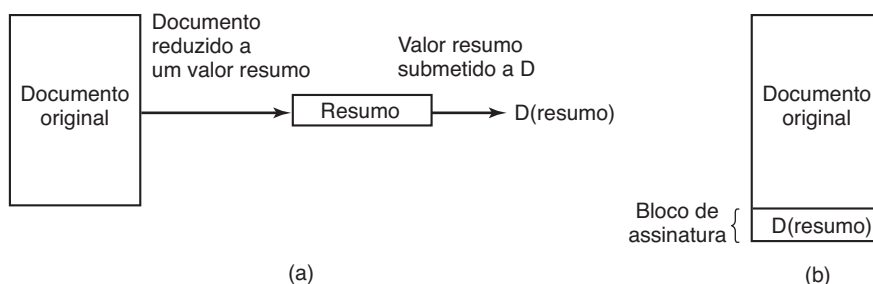 Documento
original
Documento
reduzido a
um valor resumo
Resumo
Valor resumo
submetido a D
D(resumo)
(a)
Documento
original
Bloco de
assinatura
D(resumo)
(b)